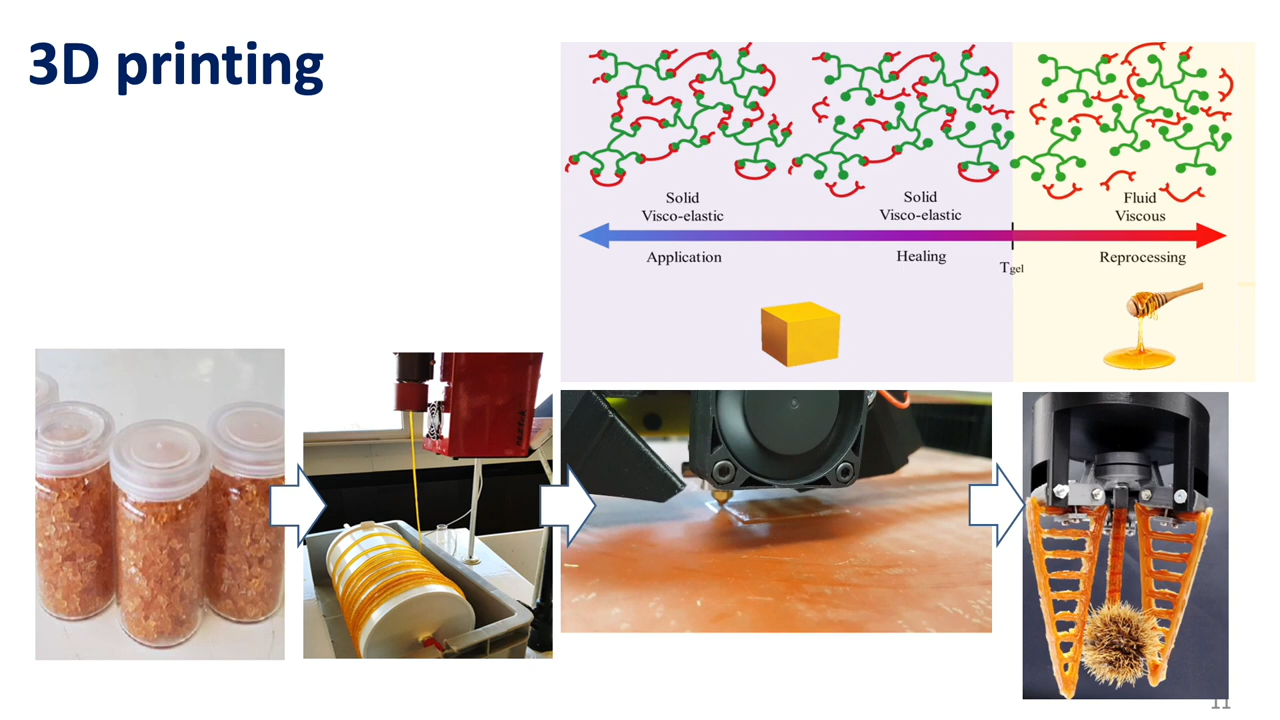 3D printing
Solid
Visco-elastic
Solid
Visco-elastic
Fluid
Viscous
Application
Healing
Tgel
Reprocessing
11